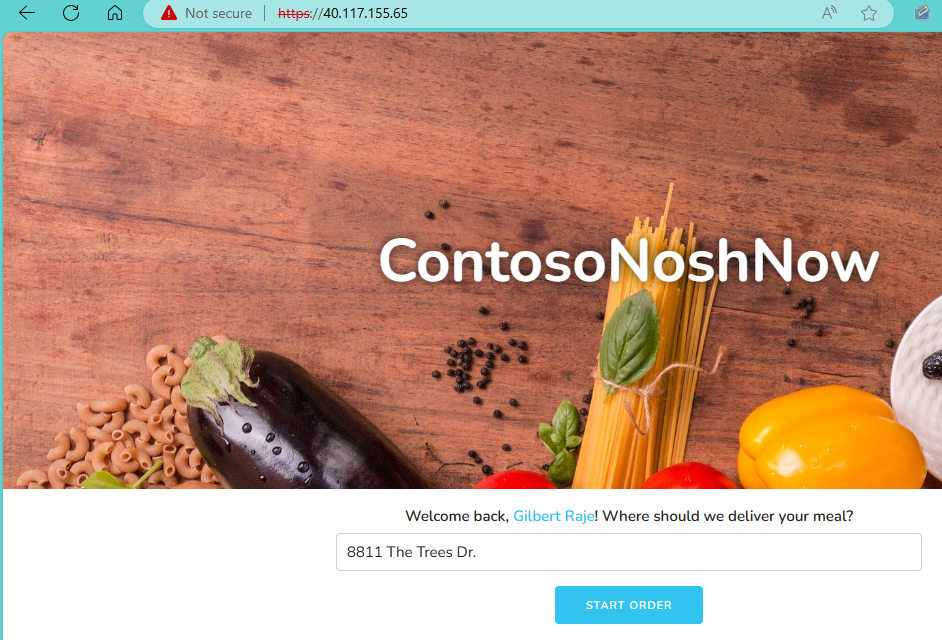 Not secure | https://40.117.155.65
ContosoNoshNow
Welcome back, Gilbert Raje! Where should we deliver your meal?
8811 The Trees Dr.
START ORDER